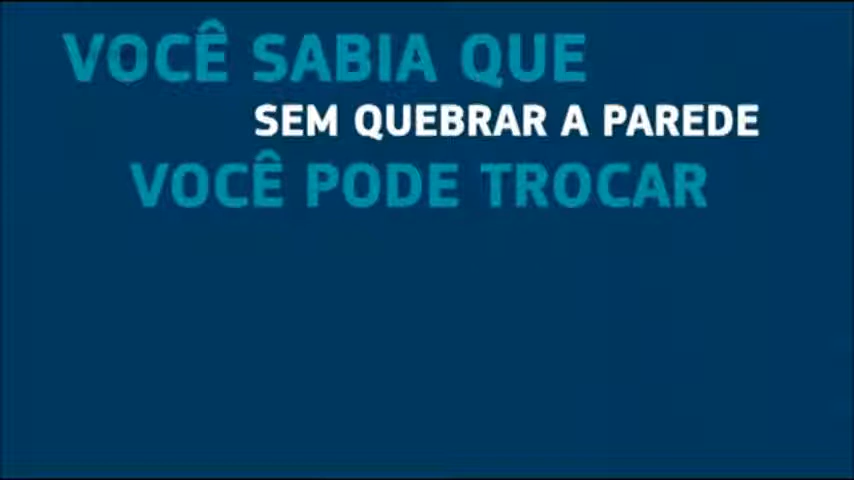 VOCÊ SABIA QUE
SEM QUEBRAR A PAREDE
VOCÊ PODE TROCAR